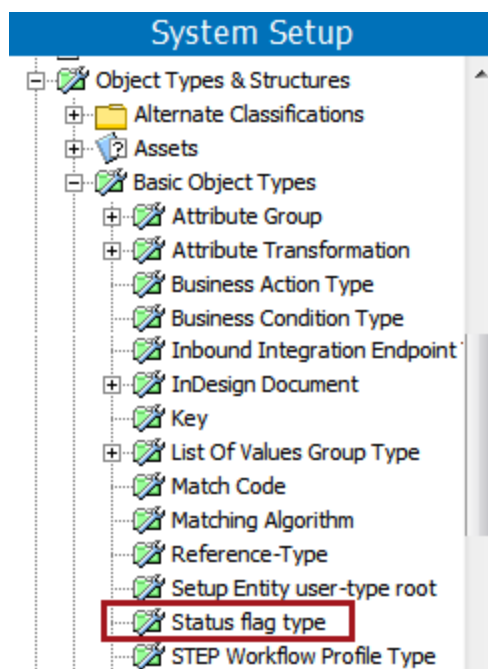 System Setup
Object Types & Structures
Alternate Classifications
Assets
Basic Object Types
Attribute Group
Attribute Transformation
Business Action Type
Business Condition Type
Inbound Integration Endpoint
InDesign Document
Key
List Of Values Group Type
Match Code
Matching Algorithm
Reference-Type
Setup Entity user-type root
Status flag type
STEP Workflow Profile Type